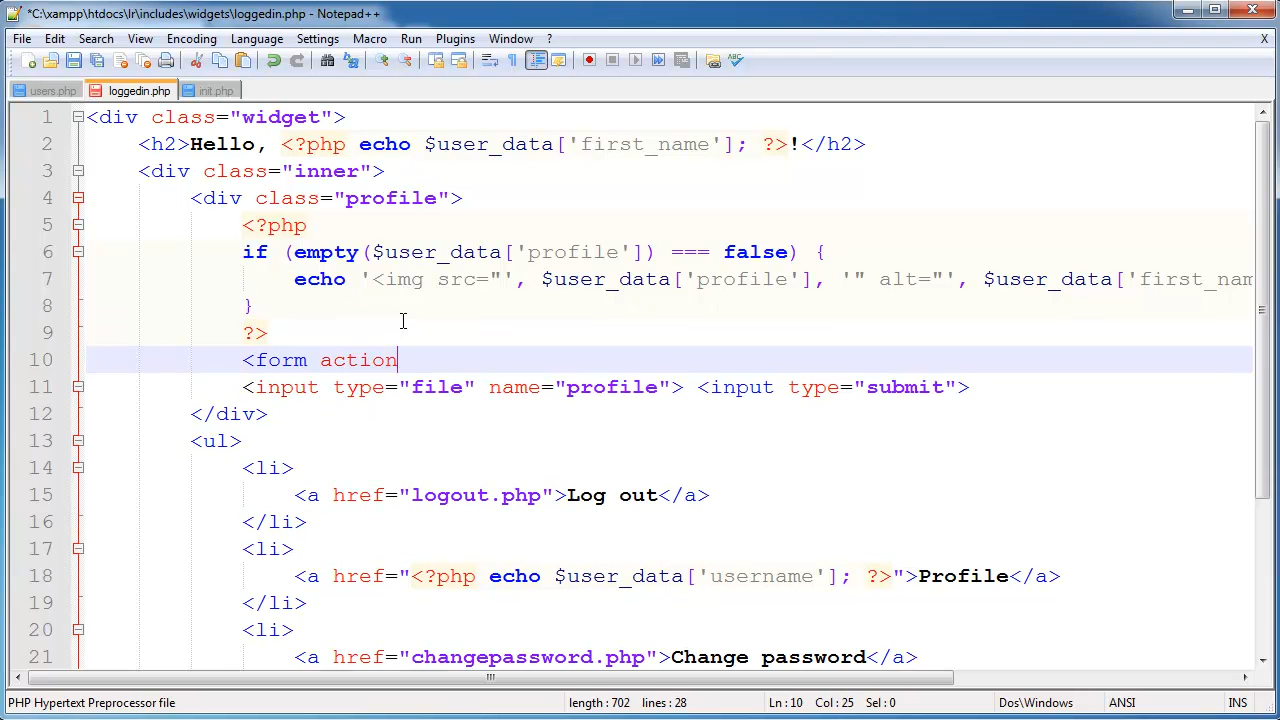 *C:\xampp\htdocs\lr\includes\widgets\loggedin.php - Notepad++
File Edit Search View Encoding Language Settings Macro Run Plugins Window ? X
users.php loggedin.php init.php
1 <div class="widget">
2 <h2>Hello, <?php echo $user_data['first_name']; ?>!</h2>
3 <div class="inner">
4 <div class="profile">
5 <?php
6 if (empty($user_data['profile']) === false) {
7 echo '<img src="', $user_data['profile'], '" alt="', $user_data['first_nam
8 }
9 ?>
10 <form action
11 <input type="file" name="profile"> <input type="submit">
12 </div>
13 <ul>
14 <li>
15 <a href="logout.php">Log out</a>
16 </li>
17 <li>
18 <a href="<?php echo $user_data['username']; ?>">Profile</a>
19 </li>
20 <li>
21 <a href="changepassword.php">Change password</a>
PHP Hypertext Preprocessor file length : 702 lines : 28 Ln : 10 Col : 25 Sel : 0 Dos\Windows ANSI INS